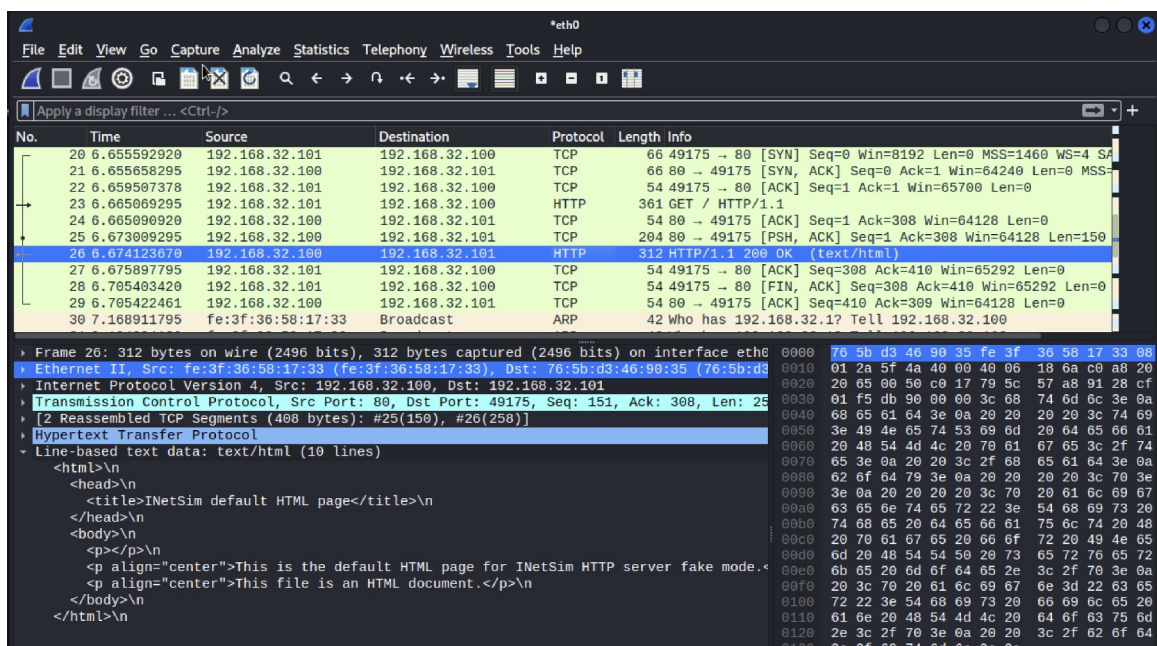 *eth0
File Edit View Go Capture Analyze Statistics Telephony Wireless Tools Help
Apply a display filter ... <Ctrl-/>
No. Time Source Destination Protocol Length Info
20 6.655592920 192.168.32.101 192.168.32.100 TCP 66 49175 → 80 [SYN] Seq=0 Win=8192 Len=0 MSS=1460 WS=4 SA
21 6.655658295 192.168.32.100 192.168.32.101 TCP 66 80 → 49175 [SYN, ACK] Seq=0 Ack=1 Win=64240 Len=0 MSS=
22 6.659507378 192.168.32.101 192.168.32.100 TCP 54 49175 → 80 [ACK] Seq=1 Ack=1 Win=65700 Len=0
23 6.665069295 192.168.32.101 192.168.32.100 HTTP 361 GET / HTTP/1.1
24 6.665090920 192.168.32.100 192.168.32.101 TCP 54 80 → 49175 [ACK] Seq=1 Ack=308 Win=64128 Len=0
25 6.673009295 192.168.32.100 192.168.32.101 TCP 204 80 → 49175 [PSH, ACK] Seq=1 Ack=308 Win=64128 Len=150
26 6.674123670 192.168.32.100 192.168.32.101 HTTP 312 HTTP/1.1 200 OK (text/html)
27 6.675897795 192.168.32.101 192.168.32.100 TCP 54 49175 → 80 [ACK] Seq=308 Ack=410 Win=65292 Len=0
28 6.705403420 192.168.32.101 192.168.32.100 TCP 54 49175 → 80 [FIN, ACK] Seq=308 Ack=410 Win=65292 Len=0
29 6.705422461 192.168.32.100 192.168.32.101 TCP 54 80 → 49175 [ACK] Seq=410 Ack=309 Win=64128 Len=0
30 7.168911795 fe:3f:36:58:17:33 Broadcast ARP 42 Who has 192.168.32.1? Tell 192.168.32.100
Frame 26: 312 bytes on wire (2496 bits), 312 bytes captured (2496 bits) on interface eth0
Ethernet II, Src: fe:3f:36:58:17:33 (fe:3f:36:58:17:33), Dst: 76:5b:d3:46:90:35 (76:5b:d3
Internet Protocol Version 4, Src: 192.168.32.100, Dst: 192.168.32.101
Transmission Control Protocol, Src Port: 80, Dst Port: 49175, Seq: 151, Ack: 308, Len: 25
[2 Reassembled TCP Segments (408 bytes): #25(150), #26(258)]
Hypertext Transfer Protocol
Line-based text data: text/html (10 lines)
<html>\n
<head>\n
<title>INetSim default HTML page</title>\n
</head>\n
<body>\n
<p></p>\n
<p align="center">This is the default HTML page for INetSim HTTP server fake mode.<
<p align="center">This file is an HTML document.</p>\n
</body>\n
</html>\n
0000 76 5b d3 46 90 35 fe 3f 36 58 17 33 08
0010 01 2a 5f 4a 40 00 40 06 18 6a c0 a8 20
0020 20 65 00 50 c0 17 79 5c 57 a8 91 28 cf
0030 01 f5 db 90 00 00 3c 68 74 6d 6c 3e 0a
0040 68 65 61 64 3e 0a 20 20 20 20 3c 74 69
0050 3e 49 4e 65 74 53 69 6d 20 64 65 66 61
0060 20 48 54 4d 4c 20 70 61 67 65 3c 2f 74
0070 65 3e 0a 20 20 3c 2f 68 65 61 64 3e 0a
0080 62 6f 64 79 3e 0a 20 20 20 20 3c 70 3e
0090 3e 0a 20 20 20 20 3c 70 20 61 6c 69 67
00a0 63 65 6e 74 65 72 22 3e 54 68 69 73 20
00b0 74 68 65 20 64 65 66 61 75 6c 74 20 48
00c0 20 70 61 67 65 20 66 6f 72 20 49 4e 65
00d0 6d 20 48 54 54 50 20 73 65 72 76 65 72
00e0 6b 65 20 6d 6f 64 65 2e 3c 2f 70 3e 0a
00f0 20 3c 70 20 61 6c 69 67 6e 3d 22 63 65
0100 72 22 3e 54 68 69 73 20 66 69 6c 65 20
0110 61 6e 20 48 54 4d 4c 20 64 6f 63 75 6d
0120 2e 3c 2f 70 3e 0a 20 20 3c 2f 62 6f 64